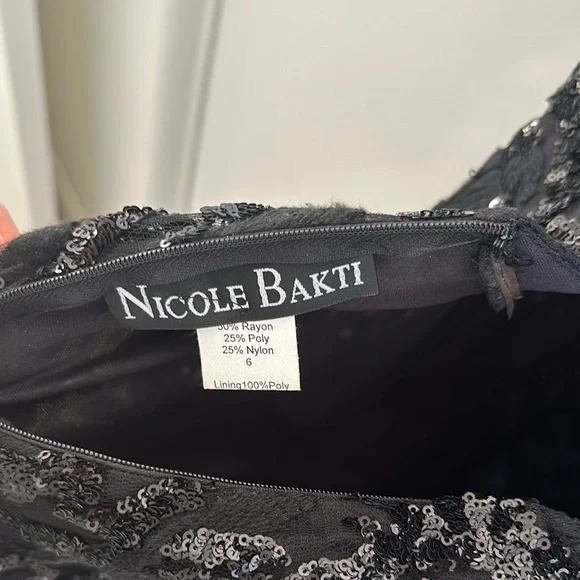 NICOLE BAKTI
50% Rayon
25% Poly
25% Nylon
6
Lining100%Poly